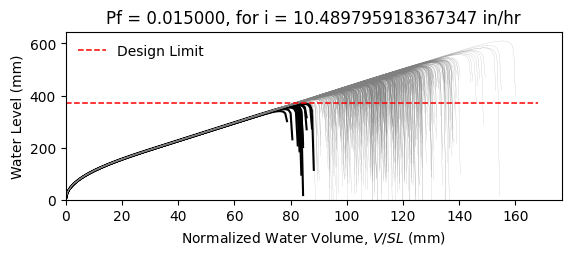 Pf = 0.015000, for i = 10.489795918367347 in/hr
Water Level (mm)
600
400
200
0
Design Limit
0 20 40 60 80 100 120 140 160
Normalized Water Volume, V/SL (mm)